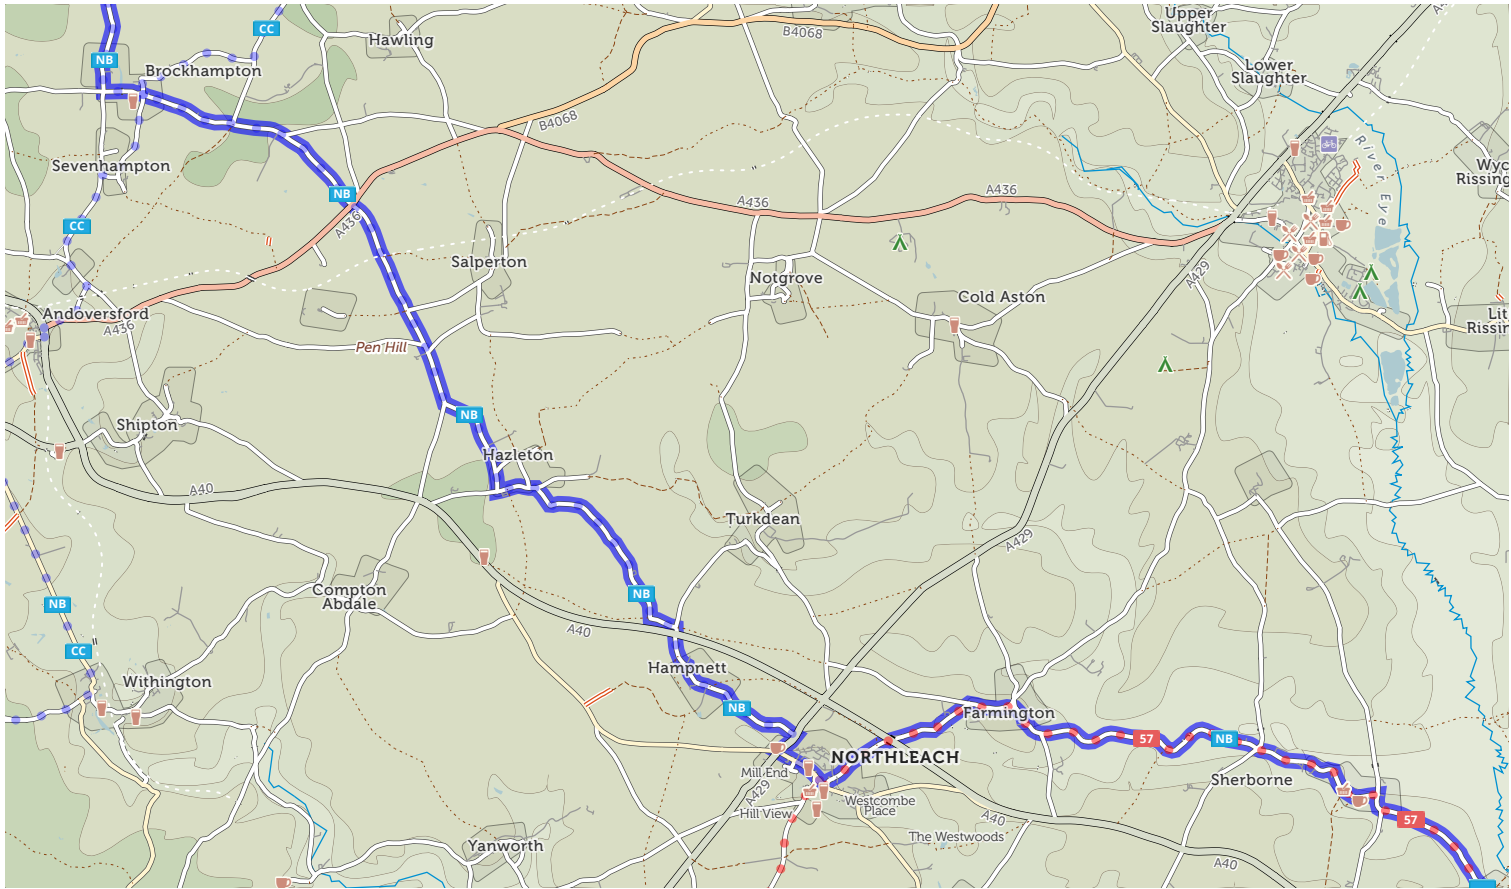 CC
Hawling
B4068
Upper
Slaughter
NB
Brockhampton
Lower
Slaughter
B4068
River Eye
Sevenhampton
Wyc
Rissing
NB
A436
A436
A436
CC
Salperton
Notgrove
A429
Cold Aston
Andoversford
A436
Lit
Rissin
Pen Hill
NB
Shipton
Hazleton
A40
Turkdean
A429
NB
Compton
Abdale
NB
A40
CC
Hampnett
Withington
NB
Farmington
57
NB
NORTHLEACH
Mill End
Sherborne
A429
Westcombe
Place
Hill View
A40
57
The Westwoods
Yanworth
A40